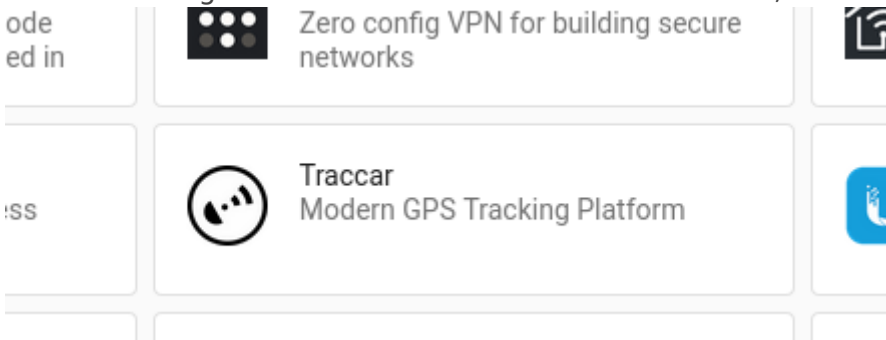 ode
ed in
Zero config VPN for building secure
networks
ess
Traccar
Modern GPS Tracking Platform